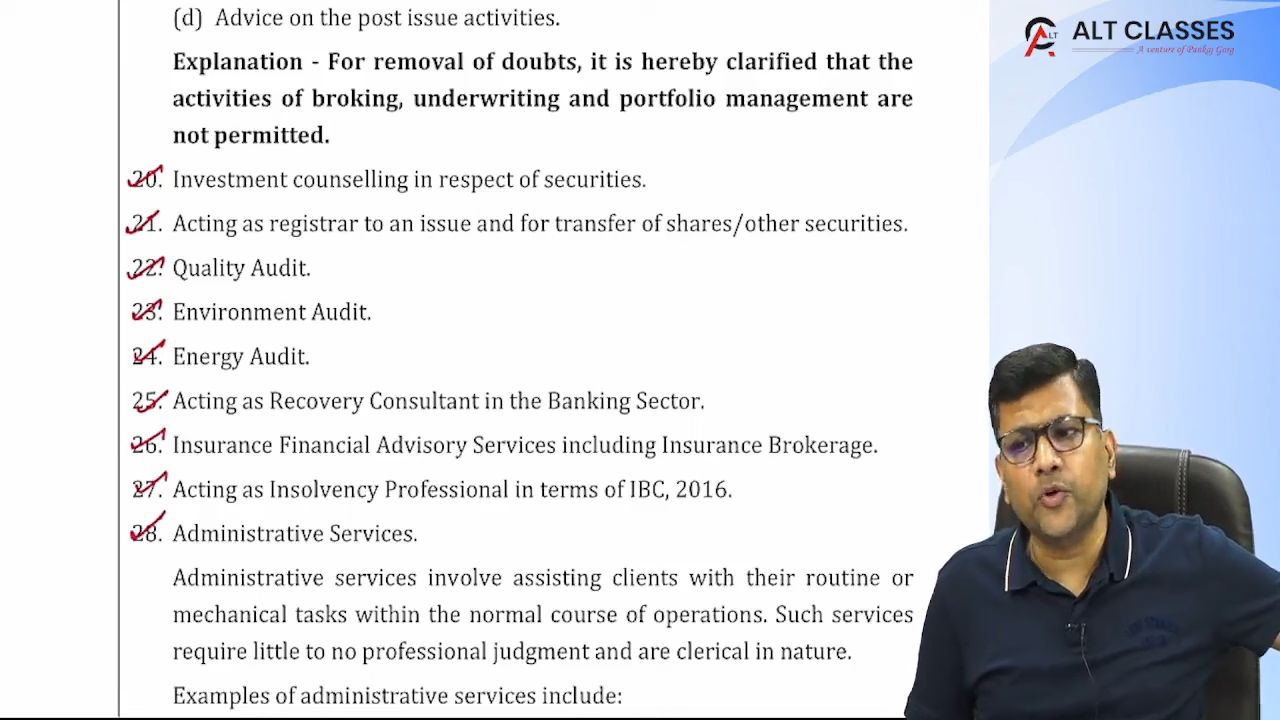 (d) Advice on the post issue activities.
Explanation - For removal of doubts, it is hereby clarified that the
activities of broking, underwriting and portfolio management are
not permitted.
20. Investment counselling in respect of securities.
21. Acting as registrar to an issue and for transfer of shares/other securities.
22. Quality Audit.
23. Environment Audit.
24. Energy Audit.
25. Acting as Recovery Consultant in the Banking Sector.
26. Insurance Financial Advisory Services including Insurance Brokerage.
27. Acting as Insolvency Professional in terms of IBC, 2016.
28. Administrative Services.
Administrative services involve assisting clients with their routine or
mechanical tasks within the normal course of operations. Such services
require little to no professional judgment and are clerical in nature.
Examples of administrative services include:
ALT
ALT CLASSES
A venture of Pankaj Garg